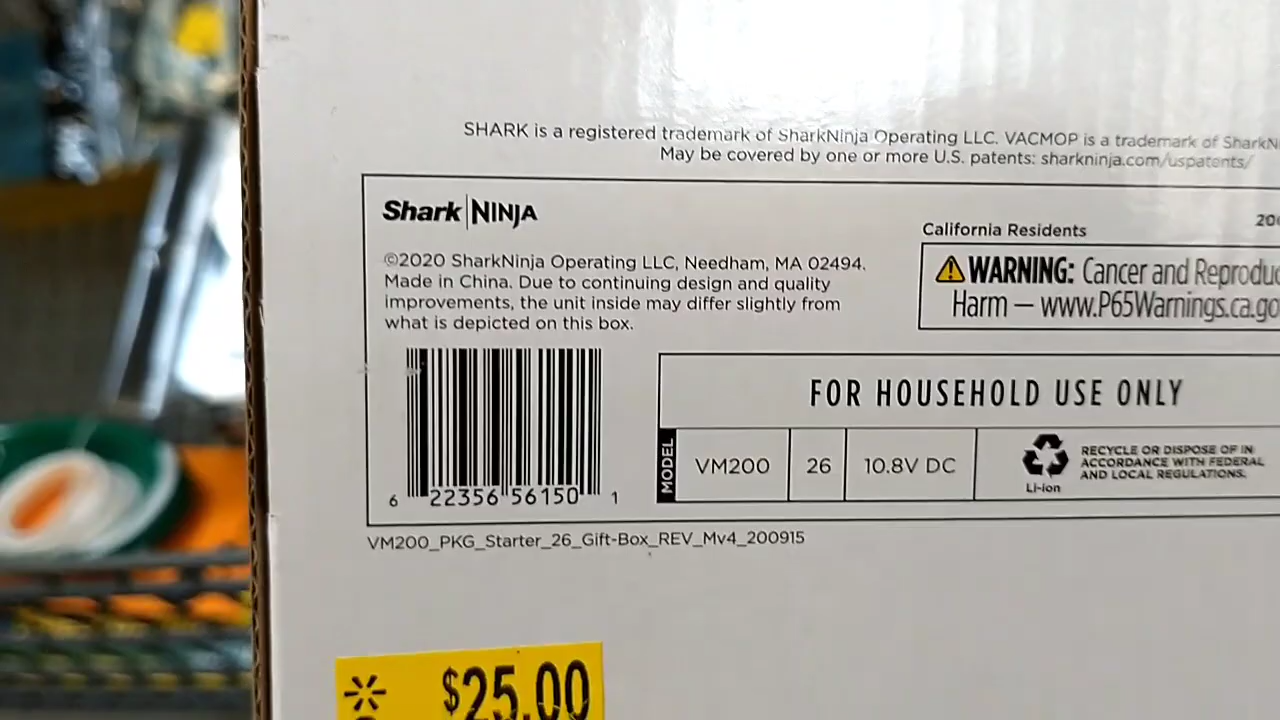 SHARK is a registered trademark of SharkNinja Operating LLC. VACMOP is a trademark of SharkN
May be covered by one or more U.S. patents: sharkninja.com/uspatents/
Shark | NINJA
©2020 SharkNinja Operating LLC, Needham, MA 02494.
Made in China. Due to continuing design and quality
improvements, the unit inside may differ slightly from
what is depicted on this box.
200
California Residents
WARNING: Cancer and Reproduc
Harm — www.P65Warnings.ca.go
6 22356 56150 1
FOR HOUSEHOLD USE ONLY
MODEL
VM200
26
10.8V DC
Li-ion
RECYCLE OR DISPOSE OF IN
ACCORDANCE WITH FEDERAL
AND LOCAL REGULATIONS.
VM200_PKG_Starter_26_Gift-Box_REV_Mv4_200915
$25.00